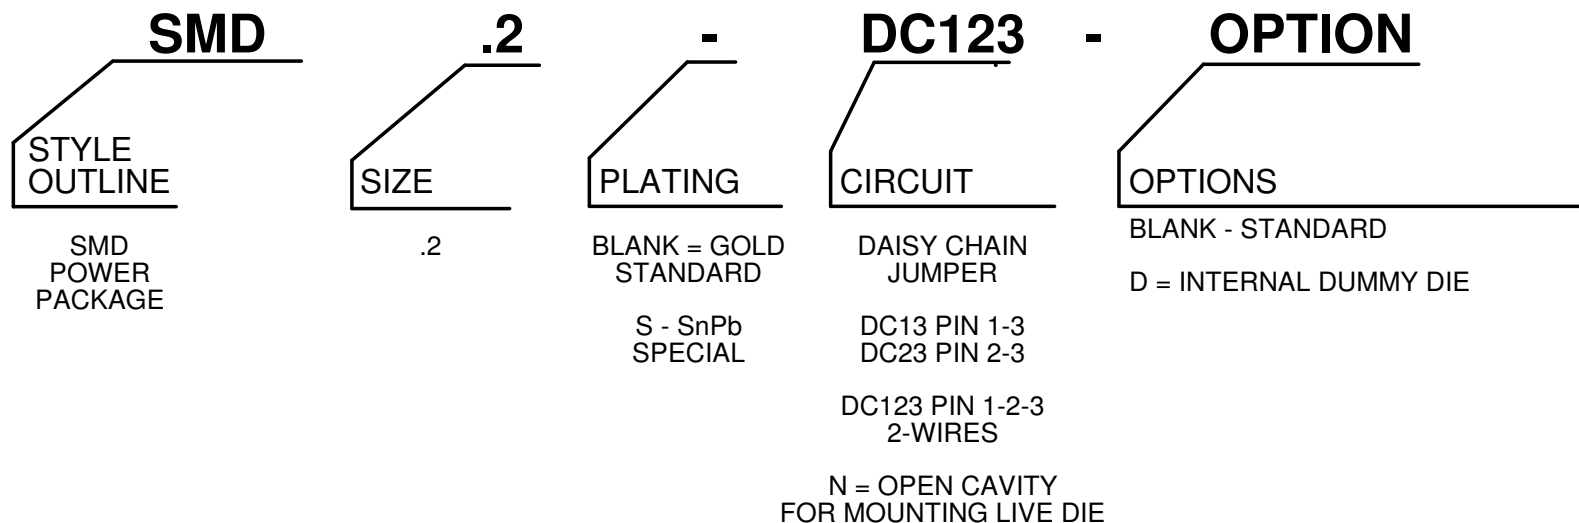 SMD .2 - DC123 - OPTION
STYLE
OUTLINE
SMD
POWER
PACKAGE
SIZE
.2
PLATING
BLANK = GOLD
STANDARD
S - SnPb
SPECIAL
CIRCUIT
DAISY CHAIN
JUMPER
DC13 PIN 1-3
DC23 PIN 2-3
DC123 PIN 1-2-3
2-WIRES
N = OPEN CAVITY
FOR MOUNTING LIVE DIE
OPTIONS
BLANK - STANDARD
D = INTERNAL DUMMY DIE